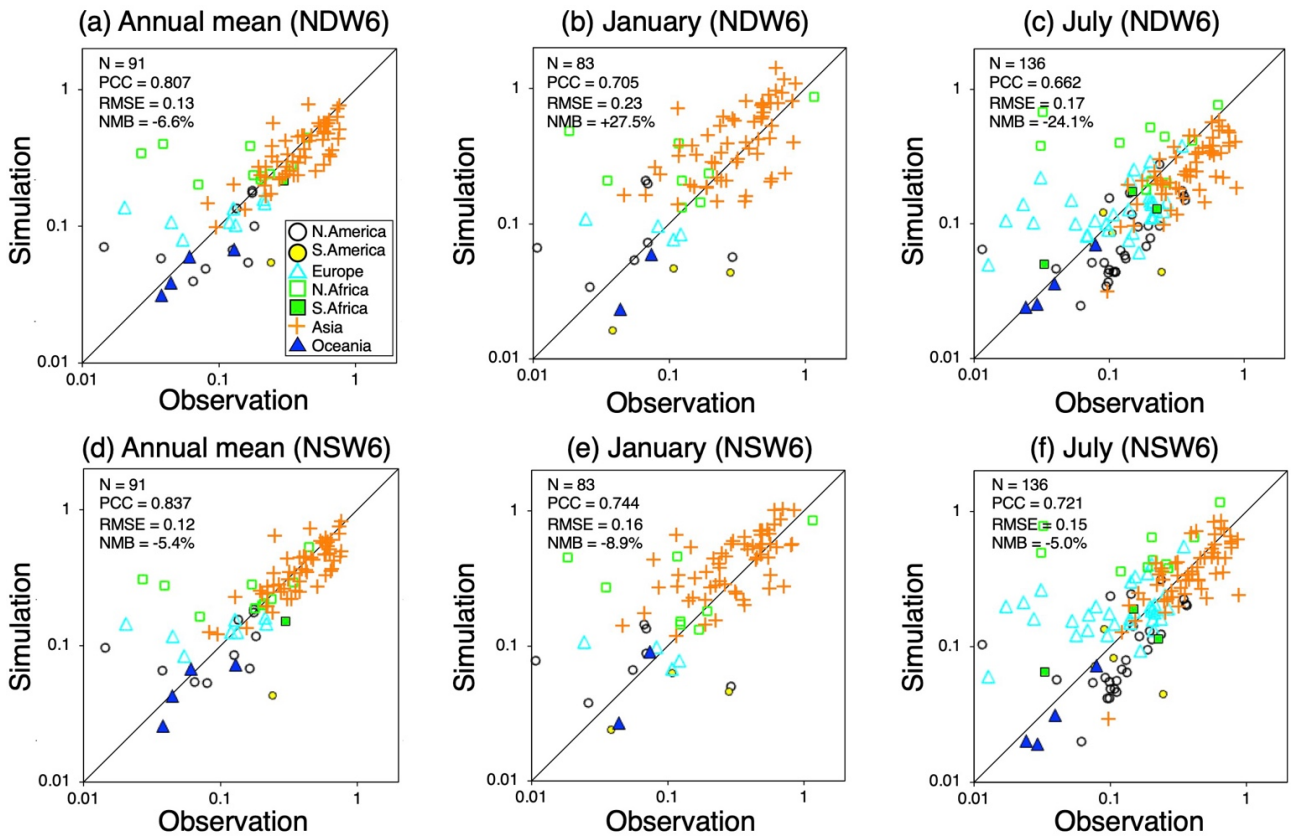 (a) Annual mean (NDW6)
N = 91
PCC = 0.807
RMSE = 0.13
NMB = -6.6%
1
0.1
0.01
Simulation
0.01
0.1
1
Observation
N.America
S.America
Europe
N.Africa
S.Africa
Asia
Oceania
(b) January (NDW6)
N = 83
PCC = 0.705
RMSE = 0.23
NMB = +27.5%
1
0.1
0.01
Simulation
0.01
0.1
1
Observation
(c) July (NDW6)
N = 136
PCC = 0.662
RMSE = 0.17
NMB = -24.1%
1
0.1
0.01
Simulation
0.01
0.1
1
Observation
(d) Annual mean (NSW6)
N = 91
PCC = 0.837
RMSE = 0.12
NMB = -5.4%
1
0.1
0.01
Simulation
0.01
0.1
1
Observation
(e) January (NSW6)
N = 83
PCC = 0.744
RMSE = 0.16
NMB = -8.9%
1
0.1
0.01
Simulation
0.01
0.1
1
Observation
(f) July (NSW6)
N = 136
PCC = 0.721
RMSE = 0.15
NMB = -5.0%
1
0.1
0.01
Simulation
0.01
0.1
1
Observation